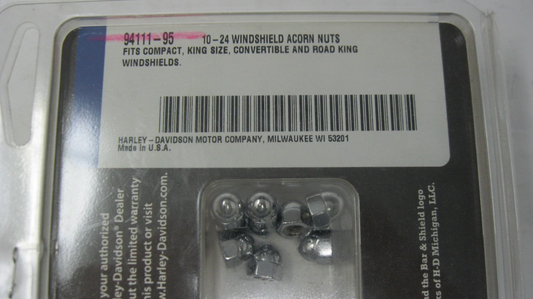 94111-95 10-24 WINDSHIELD ACORN NUTS
FITS COMPACT, KING SIZE, CONVERTIBLE AND ROAD KING
WINDSHIELDS.
HARLEY-DAVIDSON MOTOR COMPANY, MILWAUKEE WI 53201
Made in U.S.A.
your authorized
Harley-Davidson® Dealer
out the limited warranty
this product or visit
www.Harley-Davidson.com.
d the Bar & Shield logo
ks of H-D Michigan, LLC.